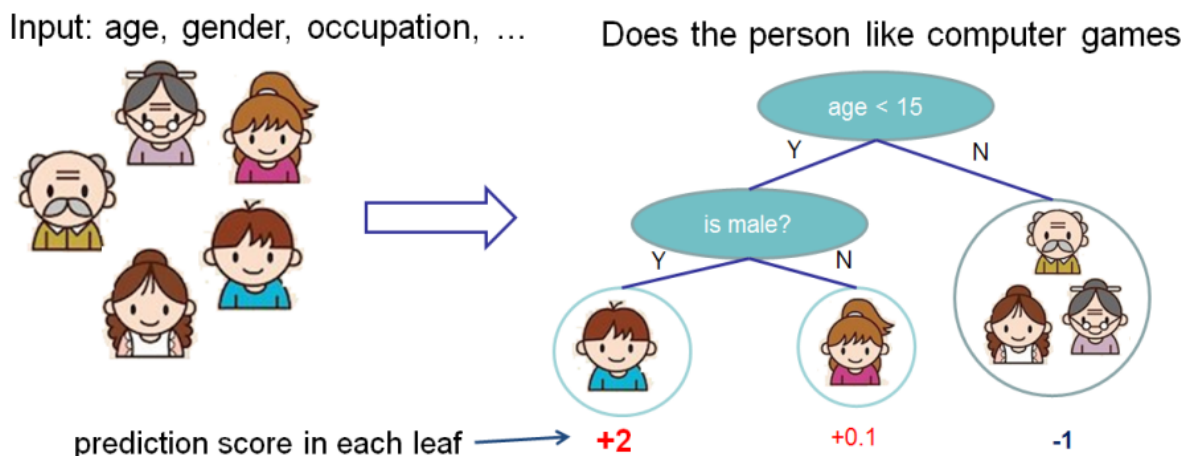 Input: age, gender, occupation, ...
Does the person like computer games
age < 15
Y
N
is male?
Y
N
prediction score in each leaf
+2
+0.1
-1